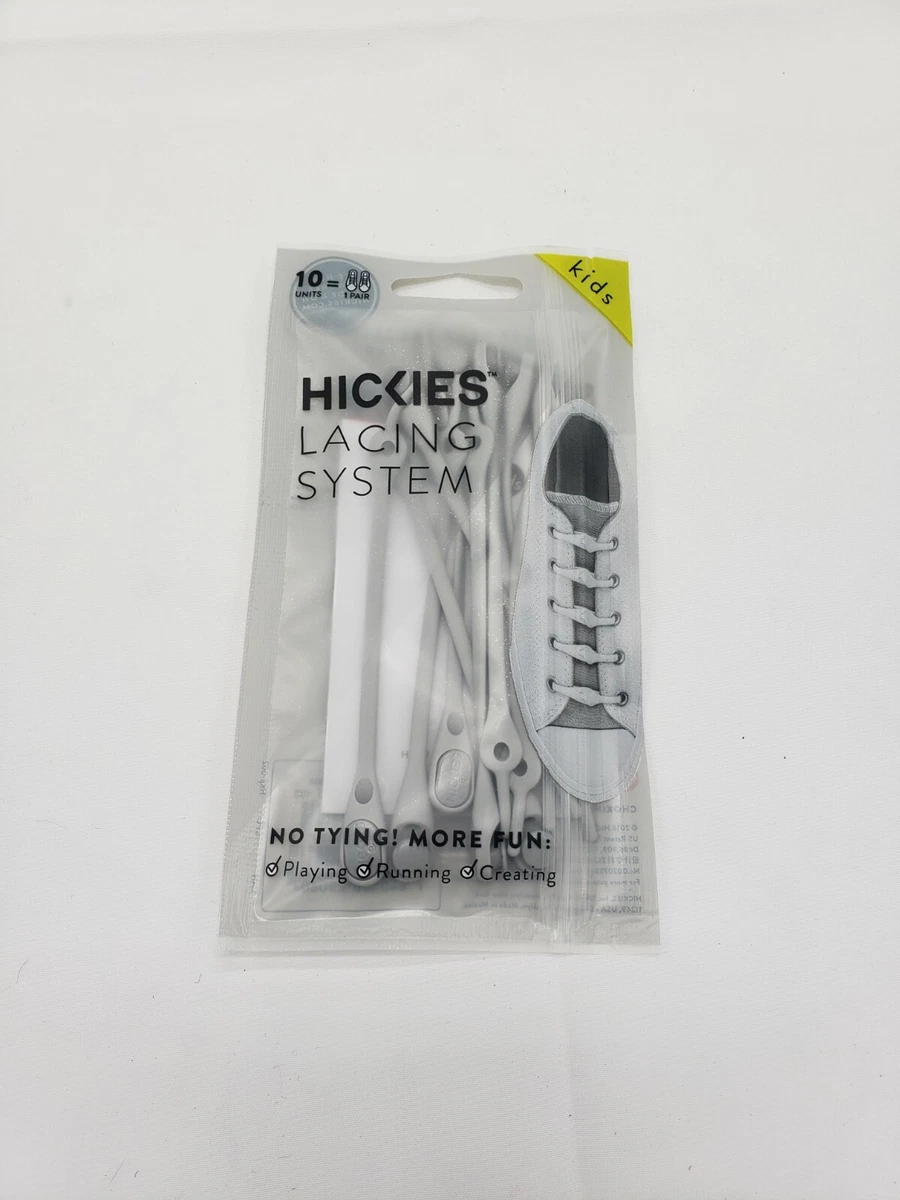 10 =
UNITS 1 PAIR
kids
HICKIES™
LACING
SYSTEM
NO TYING! MORE FUN:
Playing Running Creating